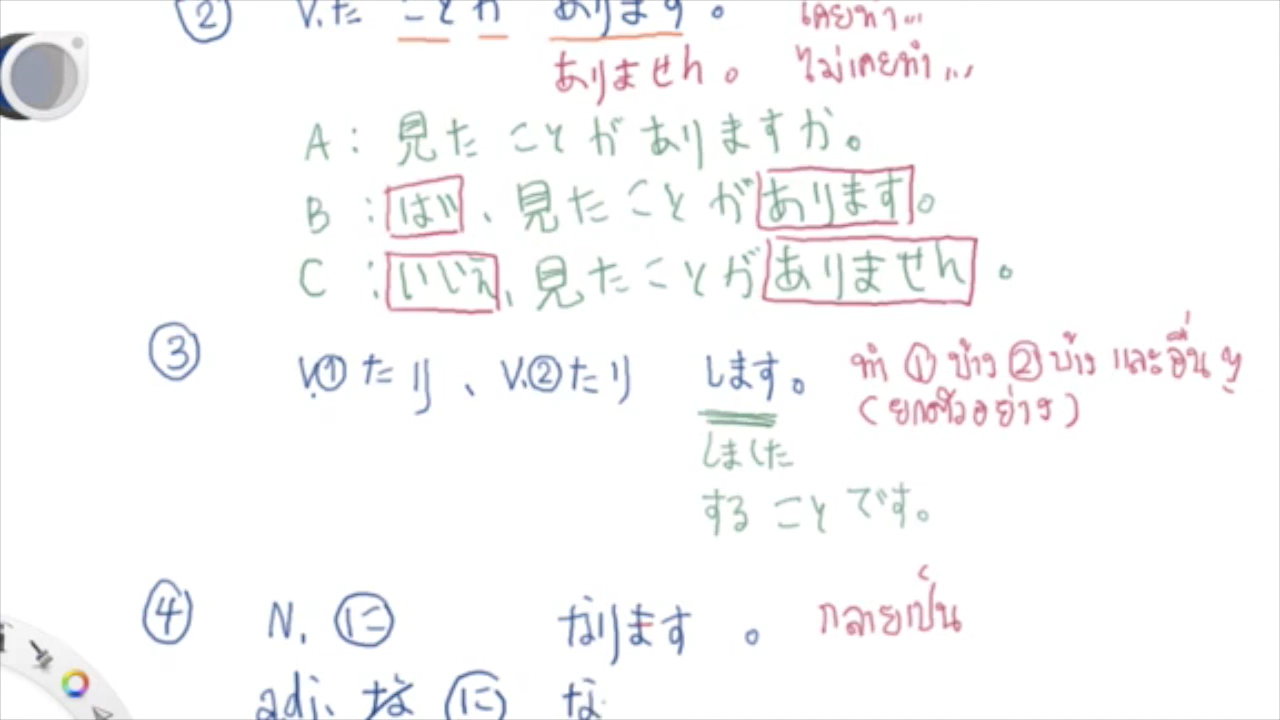 ② V.た ことが あります。 เคยทำ...
ありません。 ไม่เคยทำ...
A : 見たことがありますか。
B : はい、見たことがあります。
C : いいえ、見たことがありません。
③ V.①たり、V.②たり します。 ทำ ① บ้าง ② บ้าง และอื่น ๆ
(ยกตัวอย่าง)
しました
することです。
④ N. に なります。 กลายเป็น
adj. な に な